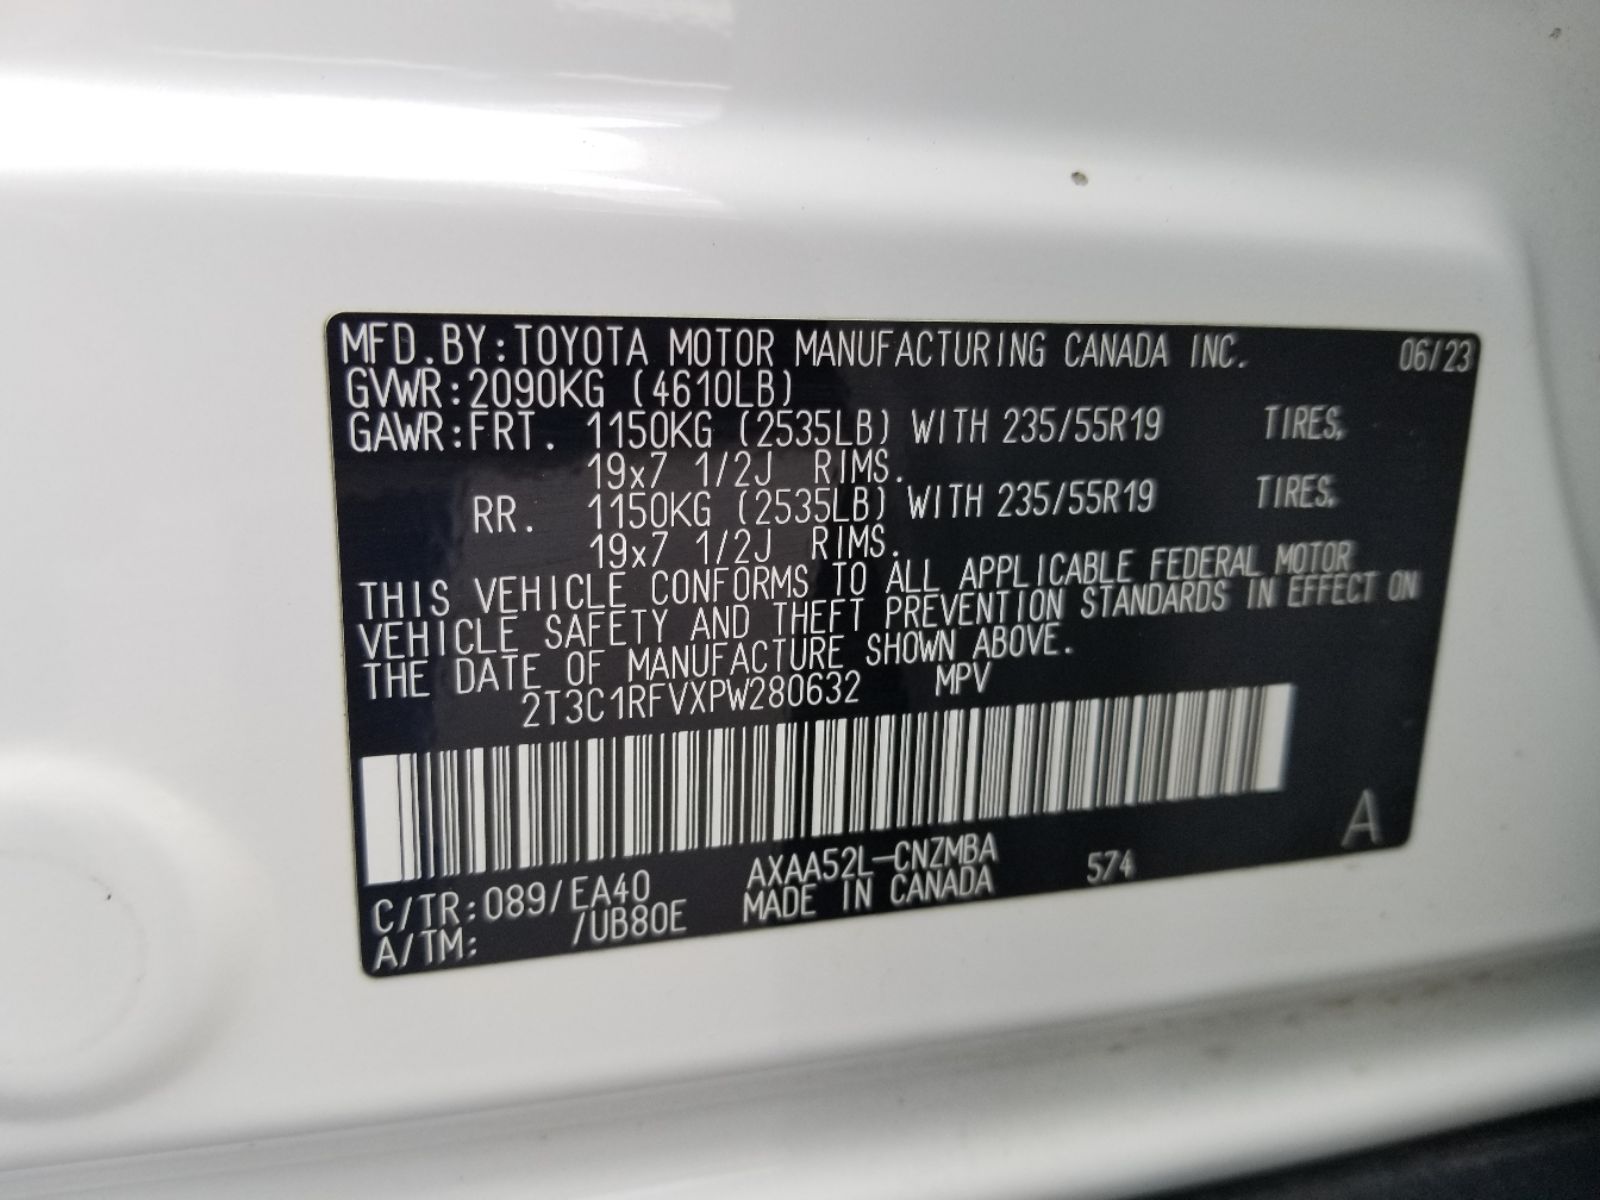 MFD.BY:TOYOTA MOTOR MANUFACTURING CANADA INC. 06/23
GVWR:2090KG (4610LB)
GAWR:FRT. 1150KG (2535LB) WITH 235/55R19 TIRES,
19x7 1/2J RIMS.
RR. 1150KG (2535LB) WITH 235/55R19 TIRES,
19x7 1/2J RIMS.
THIS VEHICLE CONFORMS TO ALL APPLICABLE FEDERAL MOTOR
VEHICLE SAFETY AND THEFT PREVENTION STANDARDS IN EFFECT ON
THE DATE OF MANUFACTURE SHOWN ABOVE.
2T3C1RFVXPW280632 MPV
A
C/TR:089/EA40 AXAA52L-CNZMBA 574
A/TM: /UB80E MADE IN CANADA